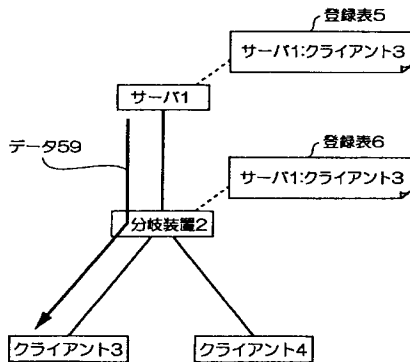 登録表5
サーバ1:クライアント3
サーバ1
データ59
登録表6
サーバ1:クライアント3
分岐装置2
クライアント3
クライアント4